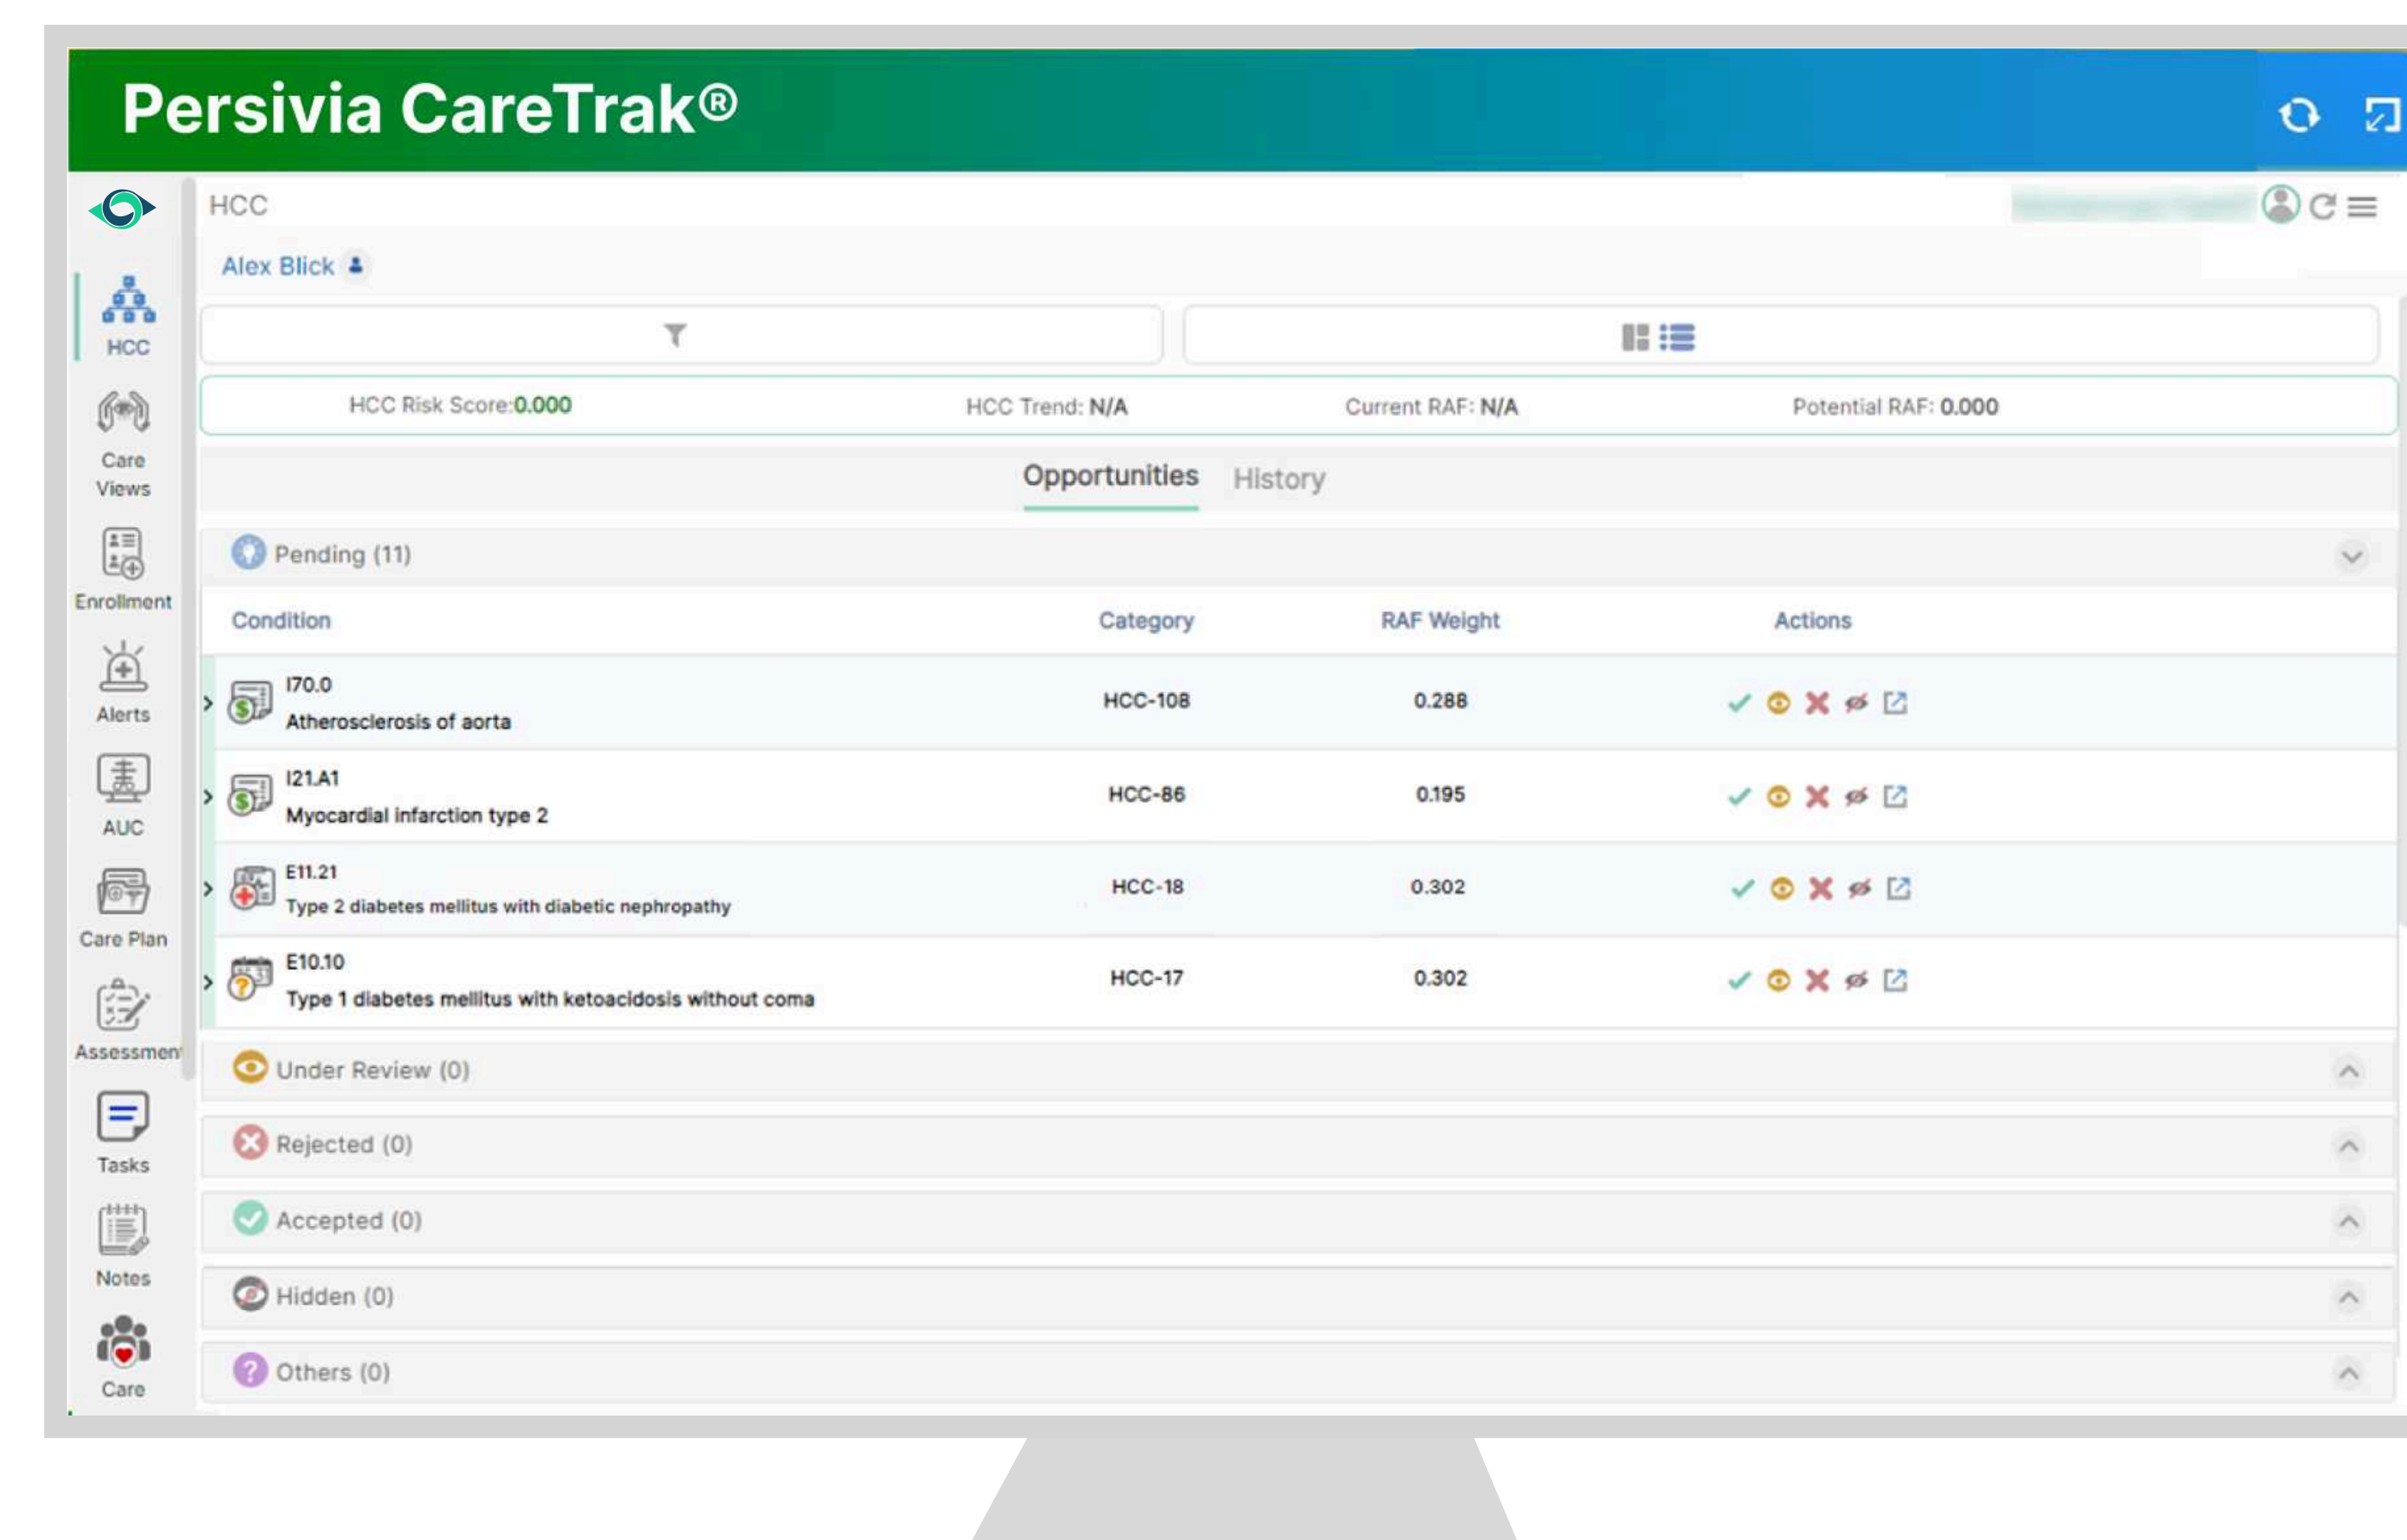 Persivia CareTrak®
HCC
Alex Blick
HCC
HCC Risk Score:0.000 HCC Trend: N/A Current RAF: N/A Potential RAF: 0.000
Care
Views
Opportunities History
Pending (11)
Enrollment
Condition Category RAF Weight Actions
Alerts
I70.0
Atherosclerosis of aorta
HCC-108 0.288
I21.A1
Myocardial infarction type 2
HCC-86 0.195
AUC
E11.21
Type 2 diabetes mellitus with diabetic nephropathy
HCC-18 0.302
Care Plan
E10.10
Type 1 diabetes mellitus with ketoacidosis without coma
HCC-17 0.302
Assessmen
Under Review (0)
Rejected (0)
Tasks
Accepted (0)
Notes
Hidden (0)
Others (0)
Care